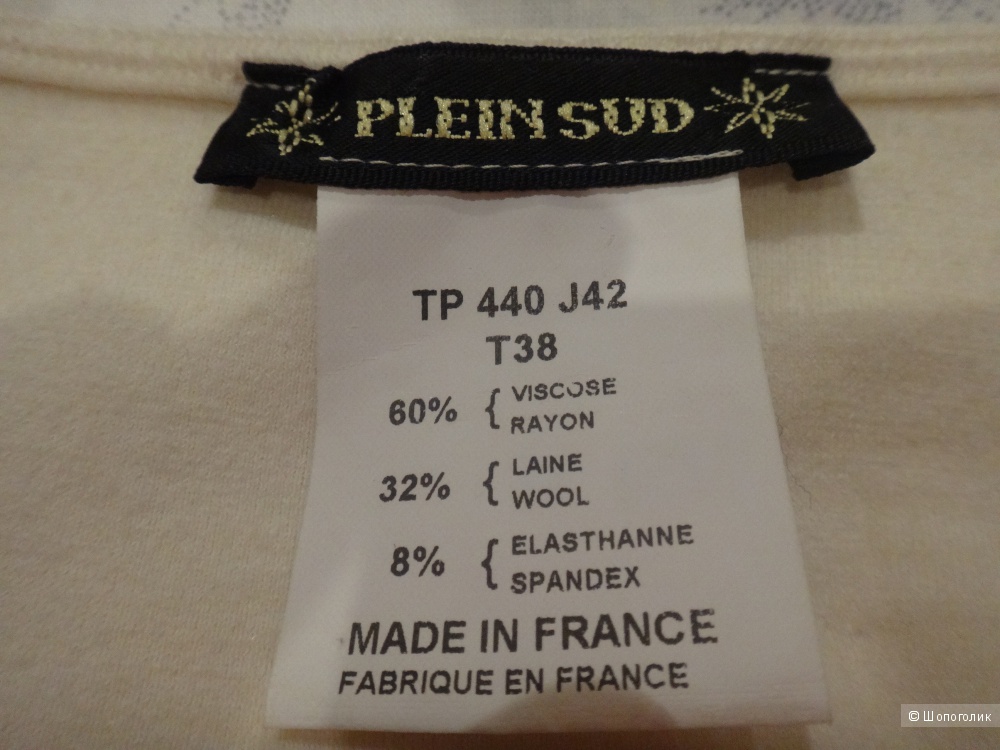 PLEIN SUD
TP 440 J42
T38
60% { VISCOSE
RAYON
32% { LAINE
WOOL
8% { ELASTHANNE
SPANDEX
MADE IN FRANCE
FABRIQUE EN FRANCE
© Шопоголик